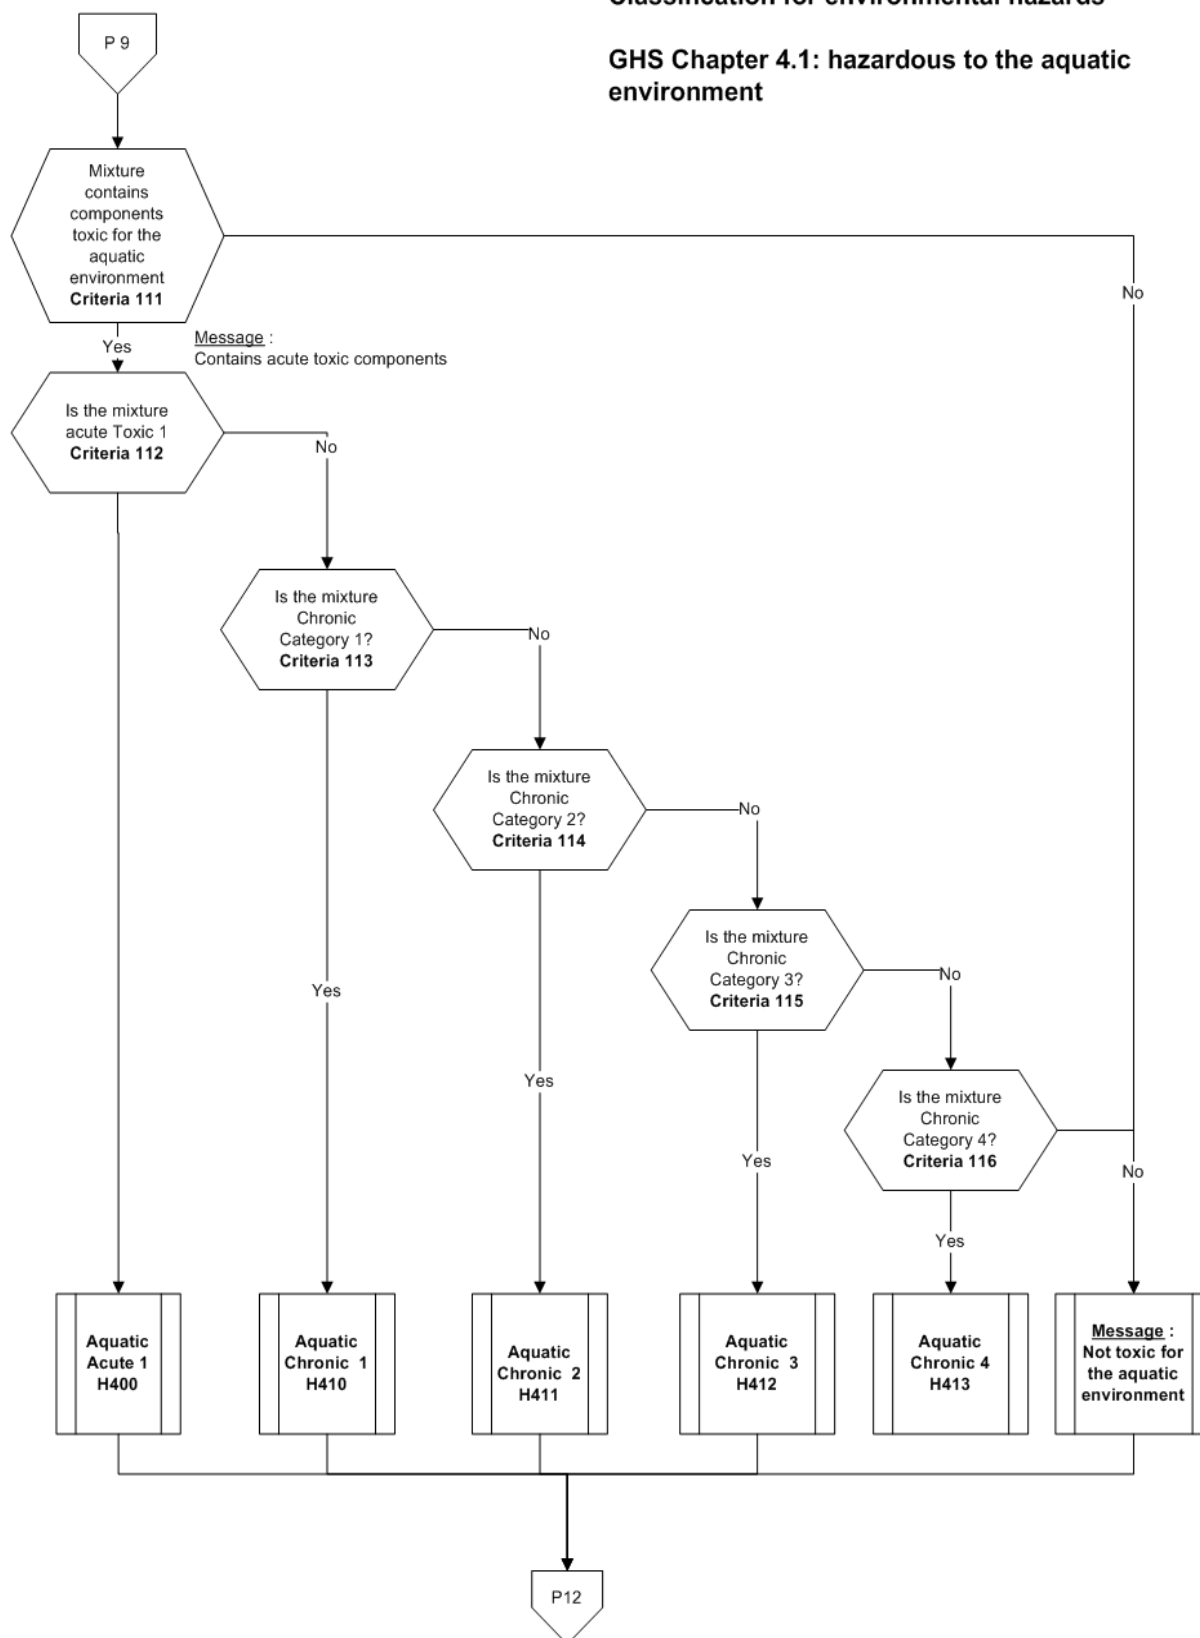 Classification for environmental hazards
GHS Chapter 4.1: hazardous to the aquatic
environment
P 9
Mixture
contains
components
toxic for the
aquatic
environment
Criteria 111
No
Yes
Message :
Contains acute toxic components
Is the mixture
acute Toxic 1
Criteria 112
No
Is the mixture
Chronic
Category 1?
Criteria 113
No
Is the mixture
Chronic
Category 2?
Criteria 114
No
Is the mixture
Chronic
Category 3?
Criteria 115
No
Yes
Yes
Is the mixture
Chronic
Category 4?
Criteria 116
Yes
No
Yes
Aquatic
Acute 1
H400
Aquatic
Chronic 1
H410
Aquatic
Chronic 2
H411
Aquatic
Chronic 3
H412
Aquatic
Chronic 4
H413
Message :
Not toxic for
the aquatic
environment
P12